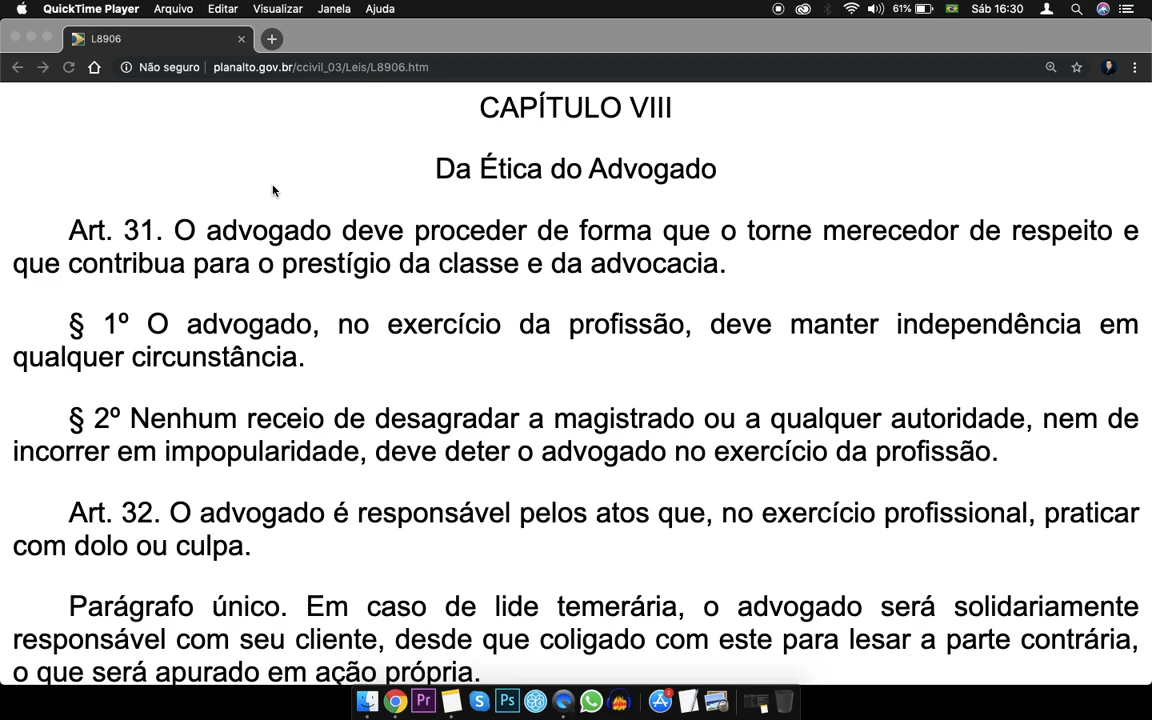 QuickTime Player Arquivo Editar Visualizar Janela Ajuda 61% Sáb 16:30
L8906
Não seguro planalto.gov.br/ccivil_03/Leis/L8906.htm
CAPÍTULO VIII
Da Ética do Advogado
Art. 31. O advogado deve proceder de forma que o torne merecedor de respeito e
que contribua para o prestígio da classe e da advocacia.
§ 1º O advogado, no exercício da profissão, deve manter independência em
qualquer circunstância.
§ 2º Nenhum receio de desagradar a magistrado ou a qualquer autoridade, nem de
incorrer em impopularidade, deve deter o advogado no exercício da profissão.
Art. 32. O advogado é responsável pelos atos que, no exercício profissional, praticar
com dolo ou culpa.
Parágrafo único. Em caso de lide temerária, o advogado será solidariamente
responsável com seu cliente, desde que coligado com este para lesar a parte contrária,
o que será apurado em ação própria.
Pr Ps